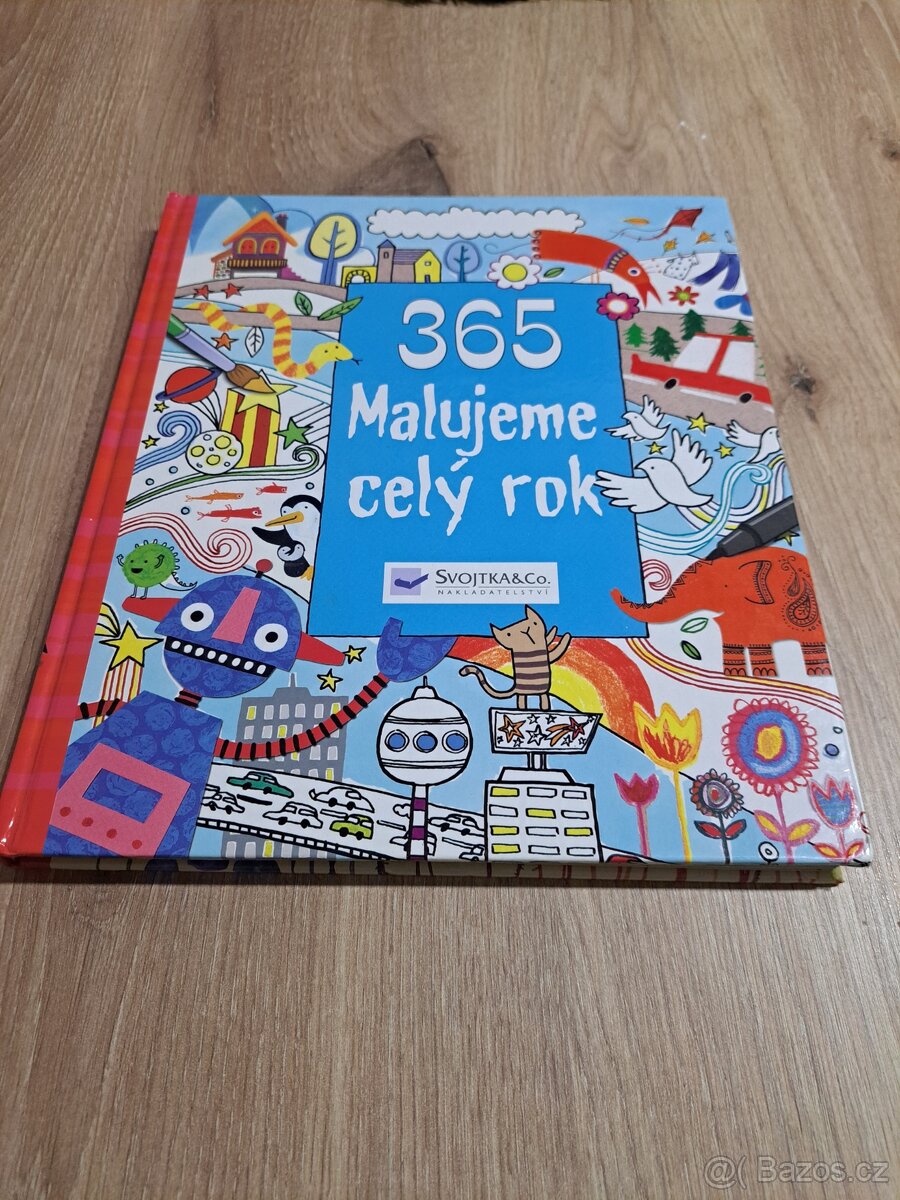 365
Malujeme
celý rok
SVOJTKA&CO.
NAKLADATELSTVÍ
@( Bazos.cz